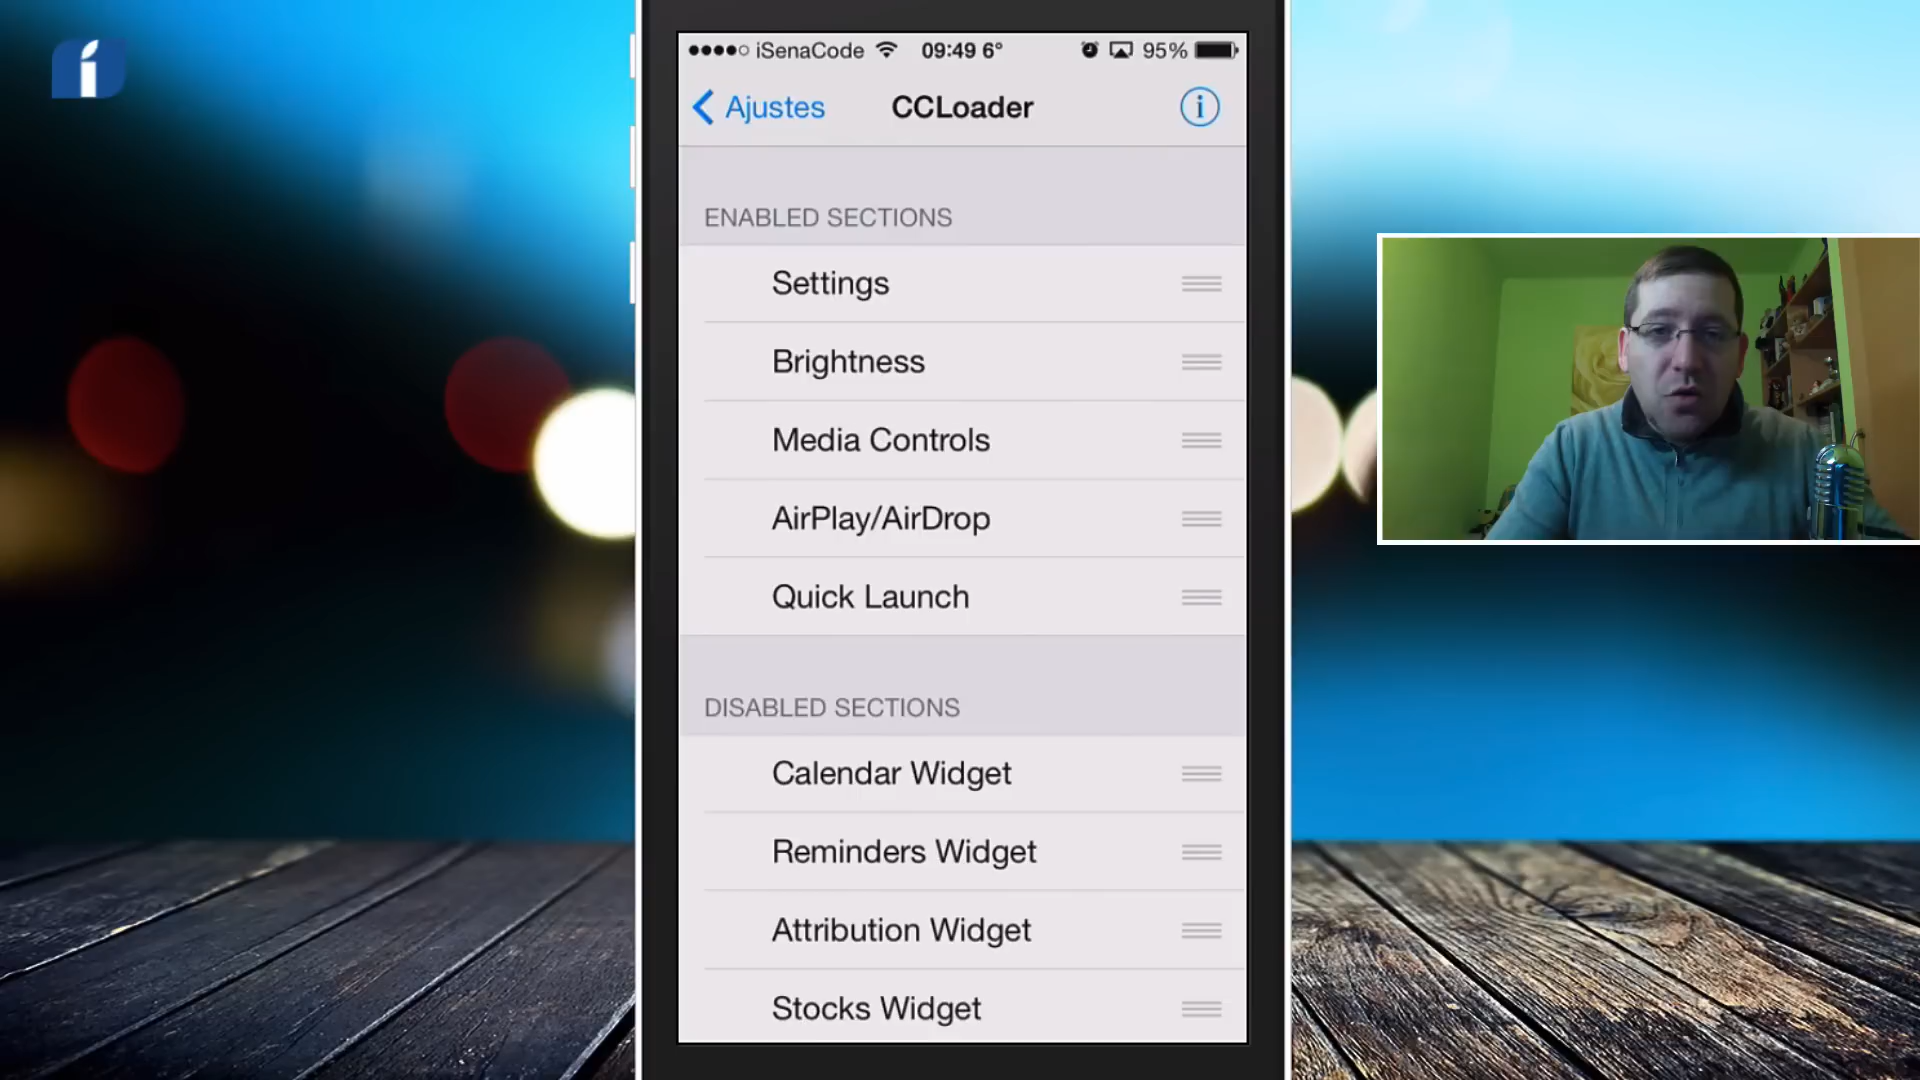 iSenaCode 09:49 6° 95%
Ajustes CCLoader
ENABLED SECTIONS
Settings
Brightness
Media Controls
AirPlay/AirDrop
Quick Launch
DISABLED SECTIONS
Calendar Widget
Reminders Widget
Attribution Widget
Stocks Widget